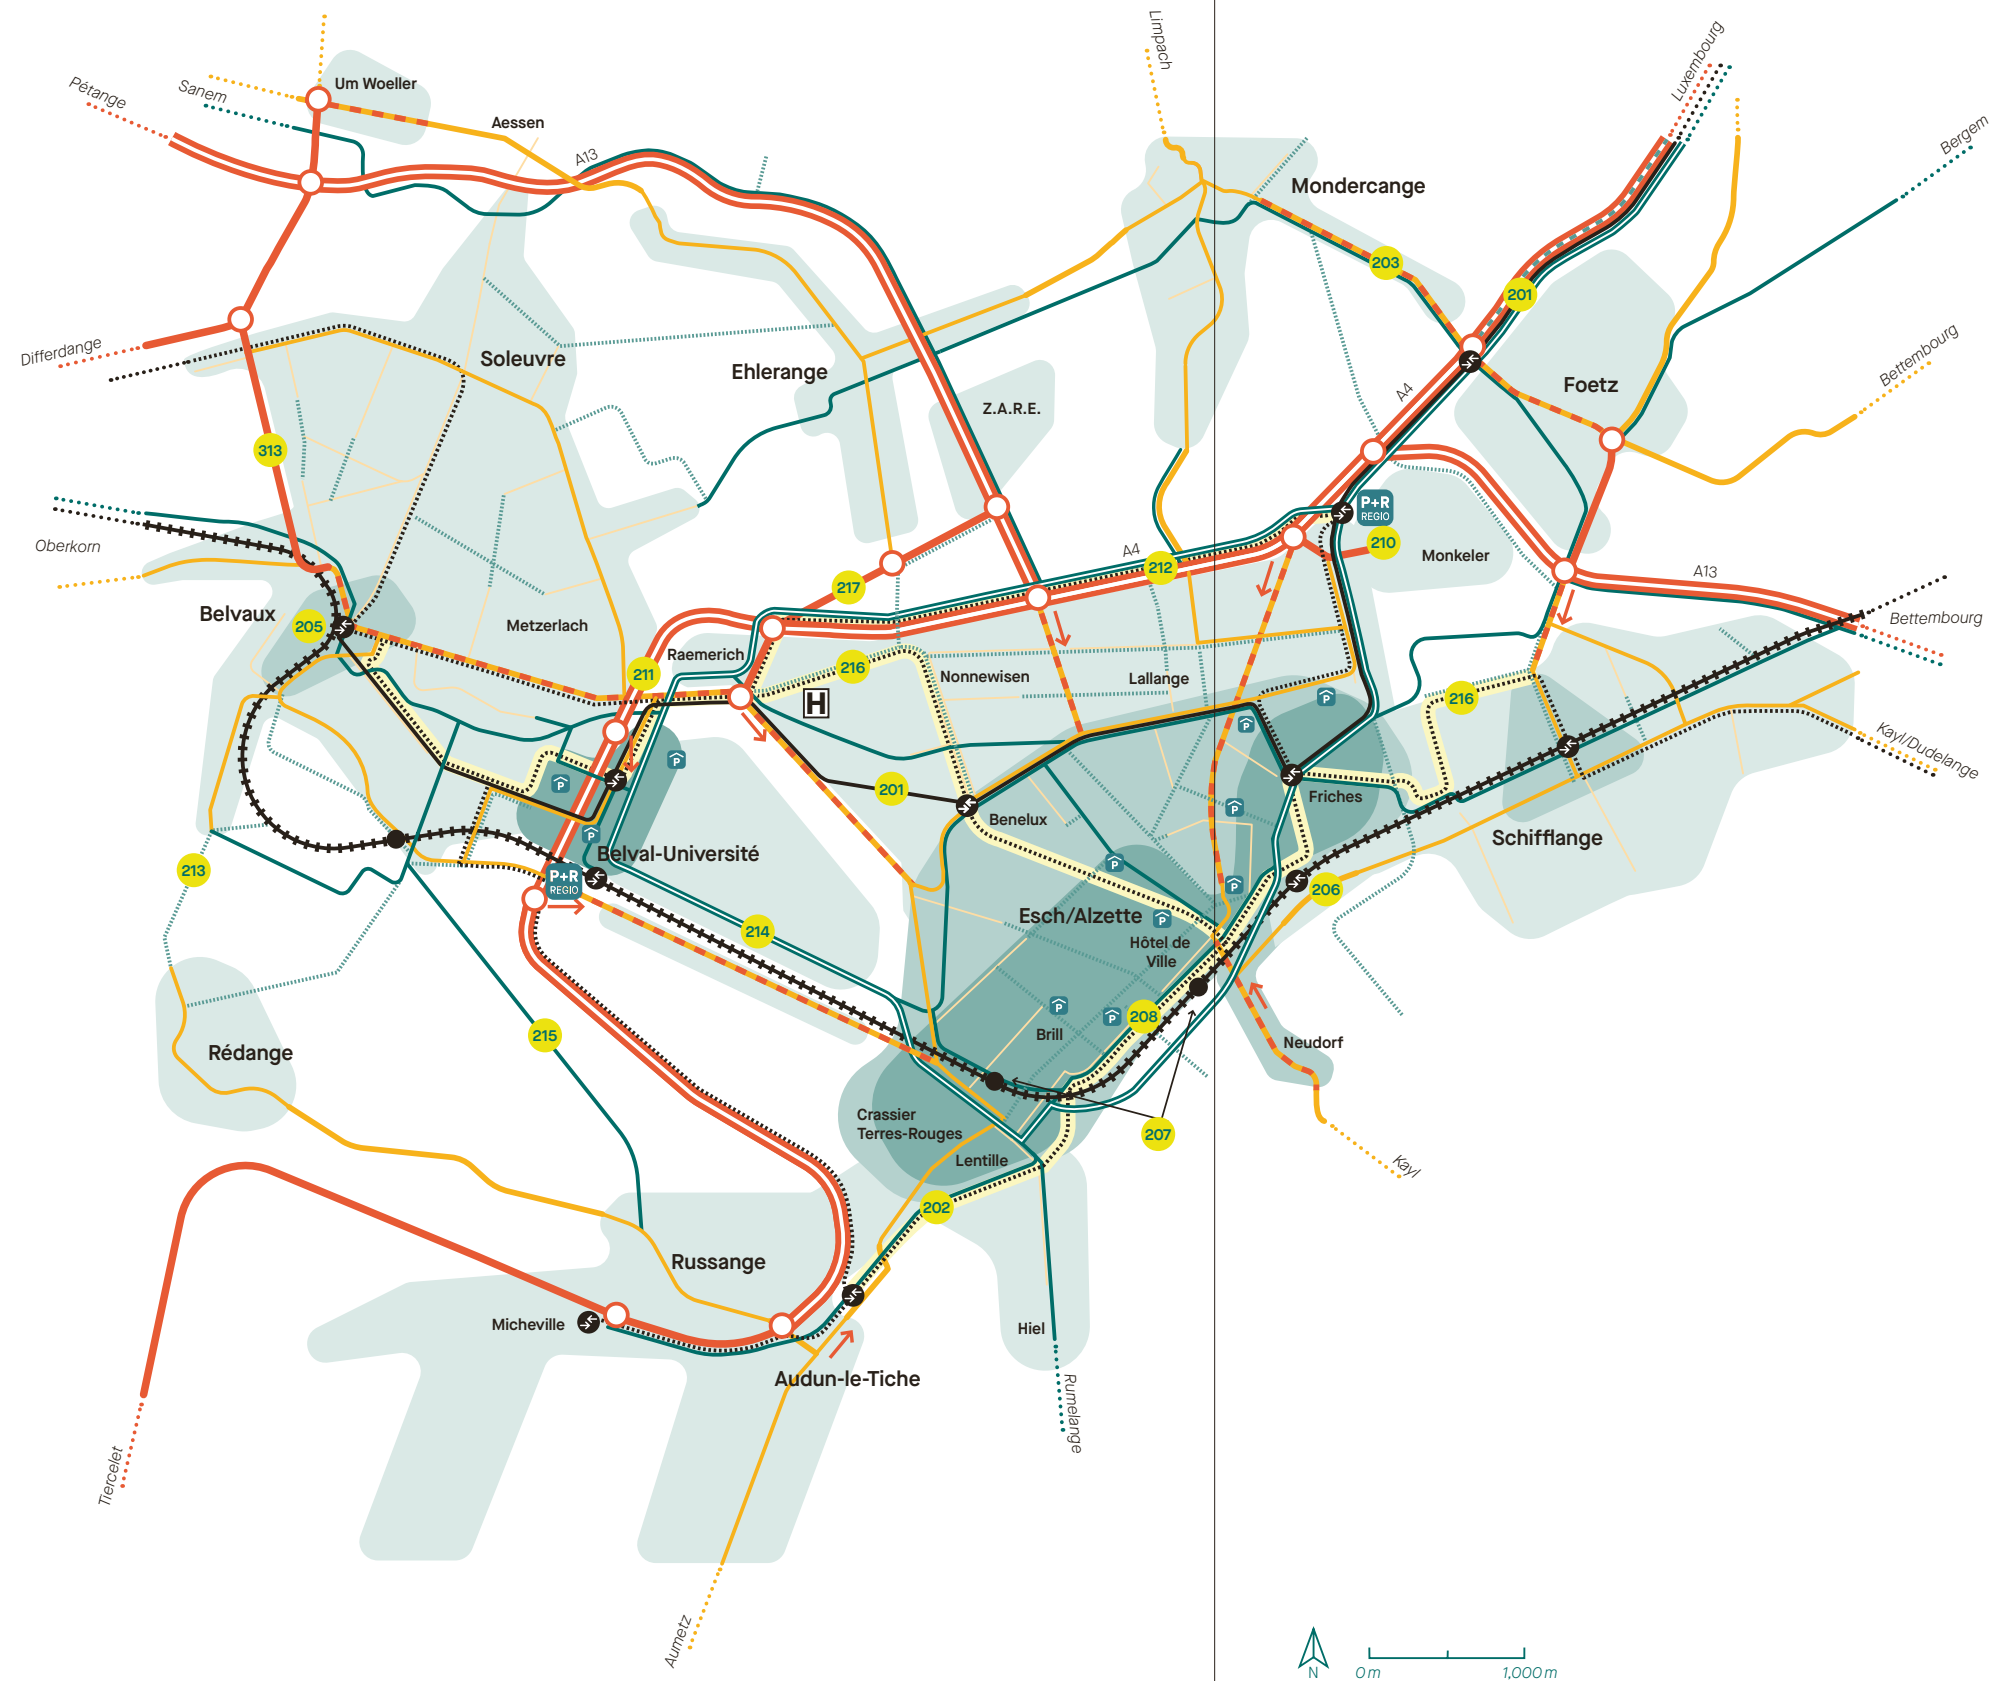 Limpach
Luxembourg
Pétange
Sanem
Um Woeller
Aessen
A13
Bergem
Mondercange
203
201
Differdange
Soleuvre
Ehlerange
Z.A.R.E.
A4
Foetz
Bettembourg
313
P+R
REGIO
210
Monkeler
Oberkorn
A4
212
A13
217
Belvaux
205
Metzerlach
Raemerich
211
216
H
Nonnewisen
Lallange
216
Bettembourg
Kayl/Dudelange
P
P
P
P
P
P
P
P
P
P
P
201
Benelux
Friches
Schifflange
Belval-Université
213
P+R
REGIO
206
214
Esch/Alzette
Hôtel de
Ville
208
Brill
215
Rédange
Neudorf
Crassier
Terres-Rouges
207
Lentille
Kayl
202
Russange
Micheville
Hiel
Audun-le-Tiche
Rumelange
Tiercelet
Aumetz
N
0 m
1,000 m